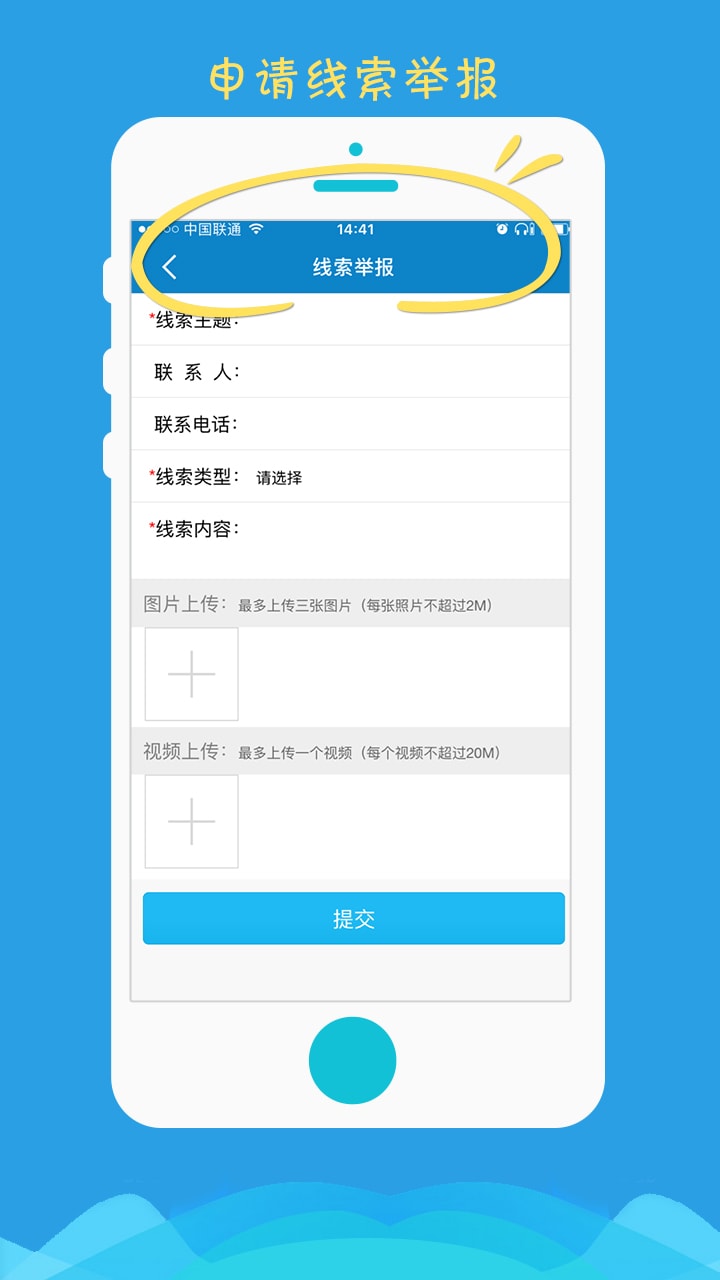 申请线索举报
中国联通 14:41
线索举报
*线索主题：
联 系 人：
联系电话：
*线索类型： 请选择
*线索内容：
图片上传： 最多上传三张图片（每张照片不超过2M）
视频上传： 最多上传一个视频（每个视频不超过20M）
提交